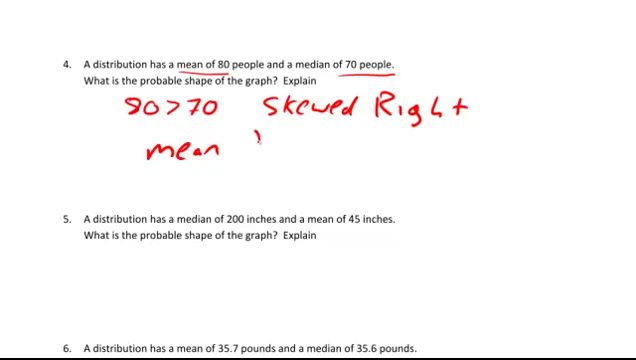 4. A distribution has a mean of 80 people and a median of 70 people.
What is the probable shape of the graph? Explain
80 > 70 Skewed Right
mean
5. A distribution has a median of 200 inches and a mean of 45 inches.
What is the probable shape of the graph? Explain
6. A distribution has a mean of 35.7 pounds and a median of 35.6 pounds.